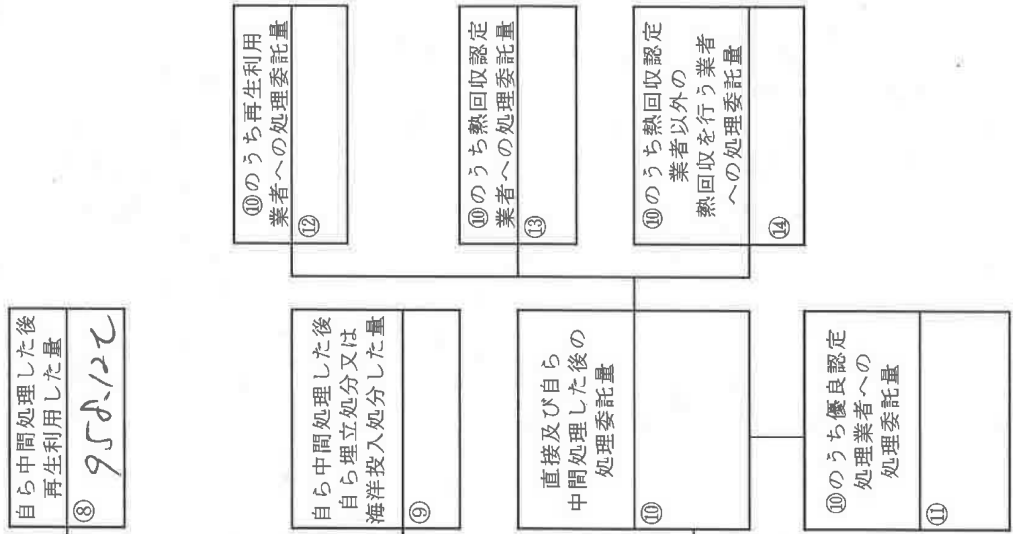 自ら中間処理した後
再生利用した量
⑧
958.12t
自ら中間処理した後
自ら埋立処分又は
海洋投入処分した量
⑨
直接及び自ら
中間処理した後の
処理委託量
⑩
⑩のうち優良認定
処理業者への
処理委託量
⑪
⑩のうち再生利用
業者への処理委託量
⑫
⑩のうち熱回収認定
業者への処理委託量
⑬
⑩のうち熱回収認定
業者以外の
熱回収を行う業者
への処理委託量
⑭